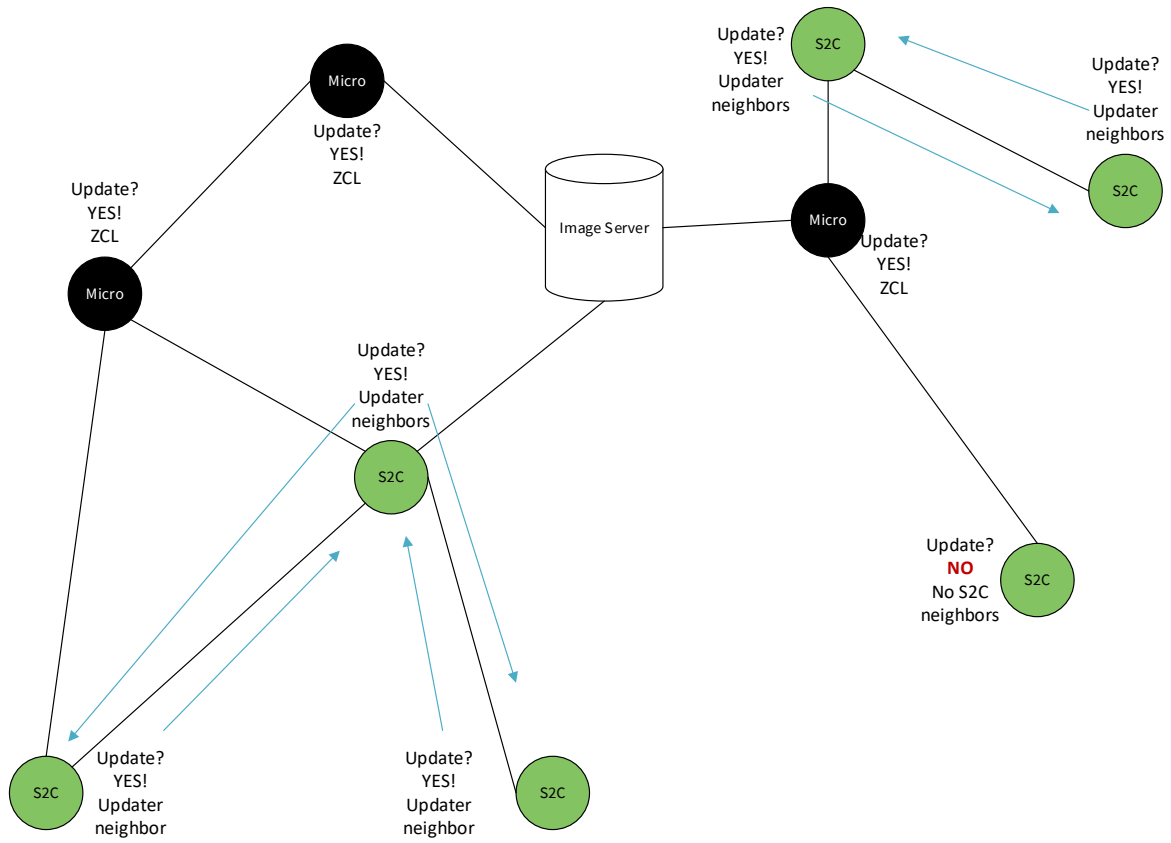 Update?
YES!
Updater
neighbors
S2C
Update?
YES!
Updater
neighbors
S2C
Micro
Update?
YES!
ZCL
Update?
YES!
ZCL
Micro
Image Server
Micro
Update?
YES!
ZCL
Update?
YES!
Updater
neighbors
S2C
Update?
NO
No S2C
neighbors
S2C
S2C
Update?
YES!
Updater
neighbor
Update?
YES!
Updater
neighbor
S2C